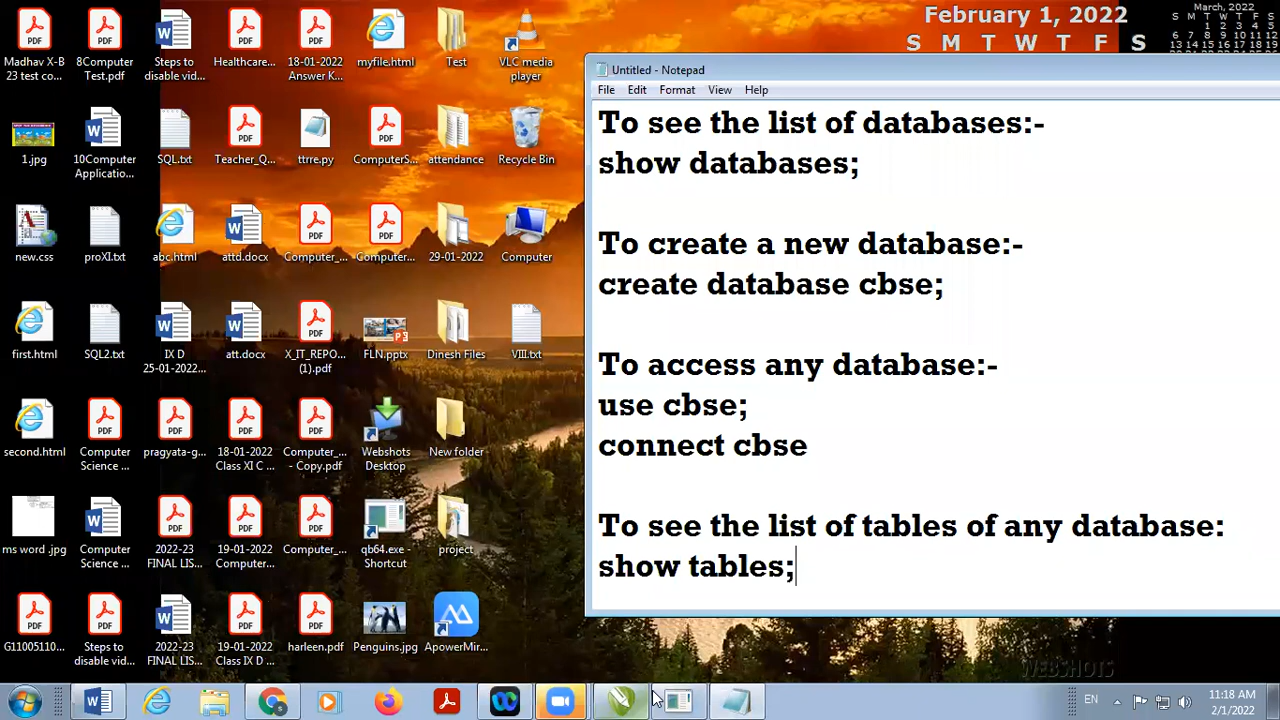 February 1, 2022
S M T W T F S
March, 2022
S M T W T F S
Madhav X-B
23 test co...
8Computer
Test.pdf
Steps to
disable vid...
Healthcare...
18-01-2022
Answer K...
myfile.html
Test
VLC media
player
1.jpg
10Computer
Applicatio...
SQL.txt
Teacher_Q...
ttrre.py
ComputerS...
attendance
Recycle Bin
new.css
proXI.txt
abc.html
attd.docx
Computer_...
Computer...
29-01-2022
Computer
first.html
SQL2.txt
IX D
25-01-2022...
att.docx
X_IT_REPO...
(1).pdf
FLN.pptx
Dinesh Files
VIII.txt
second.html
Computer
Science ...
pragyata-g...
18-01-2022
Class XI C ...
Computer_...
- Copy.pdf
Webshots
Desktop
New folder
ms word .jpg
Computer
Science ...
2022-23
FINAL LIS...
19-01-2022
Computer...
Computer_...
qb64.exe -
Shortcut
project
G11005110...
Steps to
disable vid...
2022-23
FINAL LIS...
19-01-2022
Class IX D ...
harleen.pdf
Penguins.jpg
ApowerMir...
Untitled - Notepad
File Edit Format View Help
To see the list of databases:-
show databases;
To create a new database:-
create database cbse;
To access any database:-
use cbse;
connect cbse
To see the list of tables of any database:
show tables;
WEBSHOTS
EN
11:18 AM
2/1/2022